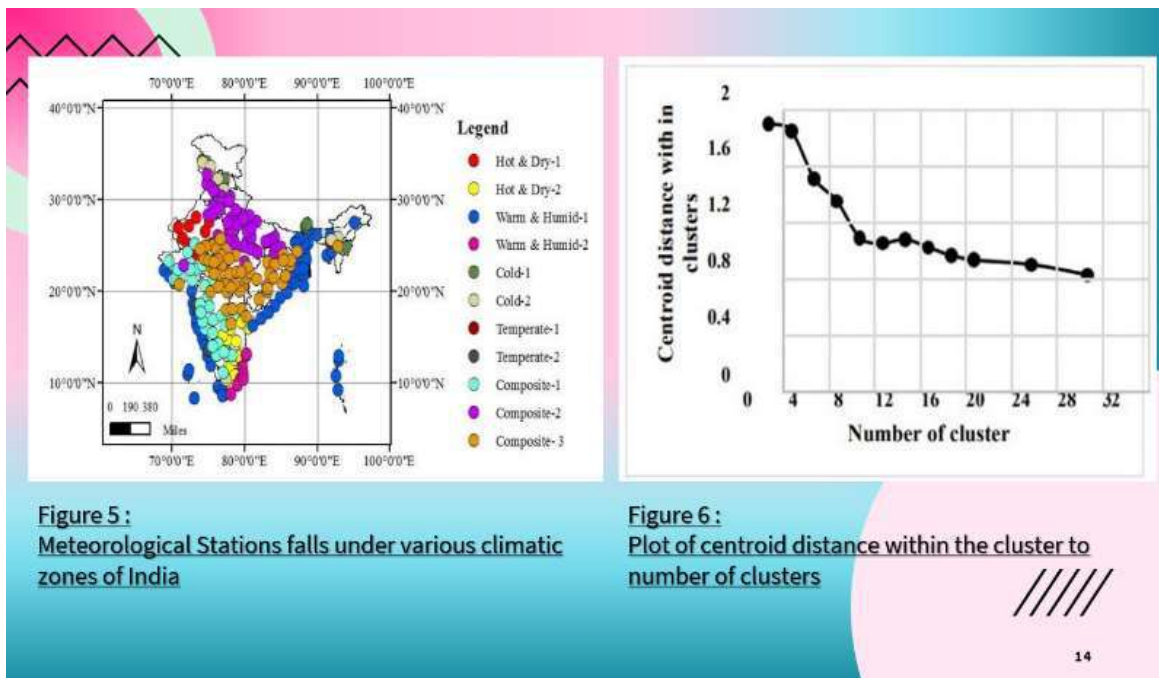 70°0'0"E 80°0'0"E 90°0'0"E 100°0'0"E
40°0'0"N 40°0'0"N
30°0'0"N 30°0'0"N
20°0'0"N 20°0'0"N
10°0'0"N 10°0'0"N
N
0 190 380
Miles
70°0'0"E 80°0'0"E 90°0'0"E 100°0'0"E
Legend
Hot & Dry-1
Hot & Dry-2
Warm & Humid-1
Warm & Humid-2
Cold-1
Cold-2
Temperate-1
Temperate-2
Composite-1
Composite-2
Composite- 3
Centroid distance with in
clusters
2
1.6
1.2
0.8
0.4
0
0 4 8 12 16 20 24 28 32
Number of cluster
Figure 5 :
Meteorological Stations falls under various climatic
zones of India
Figure 6 :
Plot of centroid distance within the cluster to
number of clusters
14